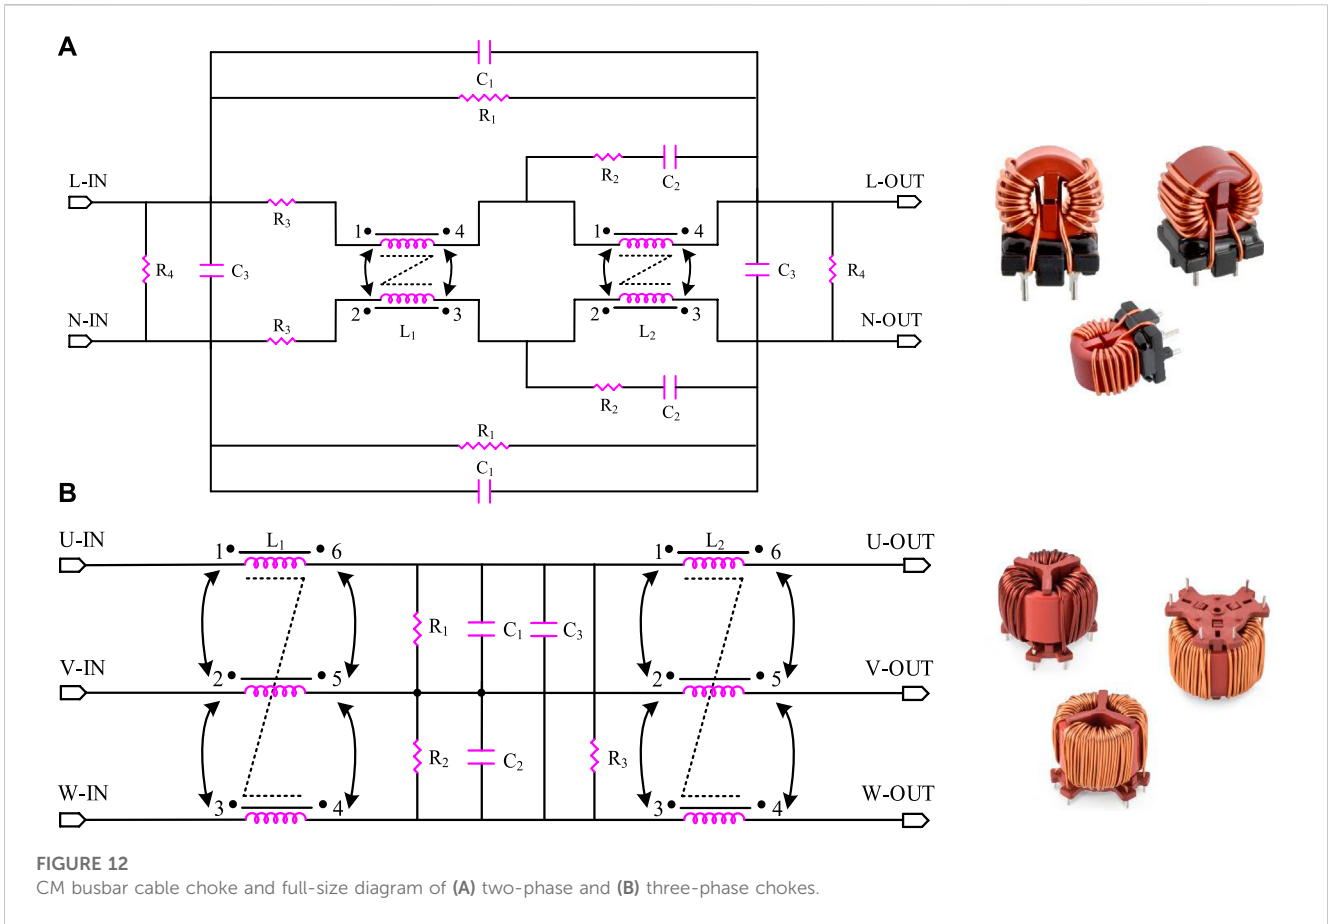 A
C₁
R₁
R₂
C₂
L-IN
L-OUT
R₃
1
4
1
4
R₄
C₃
C₃
R₄
N-IN
R₃
2
3
L₁
2
3
L₂
N-OUT
R₂
C₂
R₁
C₁
B
U-IN
1
L₁
6
1
L₂
6
U-OUT
R₁
C₁
C₃
V-IN
2
5
2
5
V-OUT
R₂
C₂
R₃
W-IN
3
4
3
4
W-OUT
FIGURE 12
CM busbar cable choke and full-size diagram of (A) two-phase and (B) three-phase chokes.